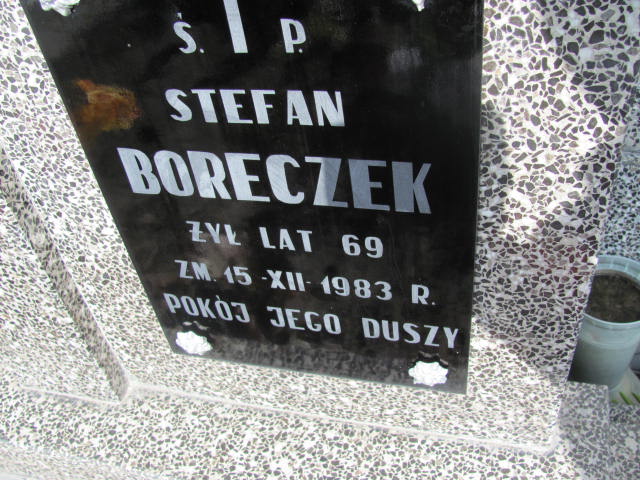 Ś. P.
STEFAN
BORECZEK
ŻYŁ LAT 69
ZM. 15-XII-1983 R.
POKÓJ JEGO DUSZY